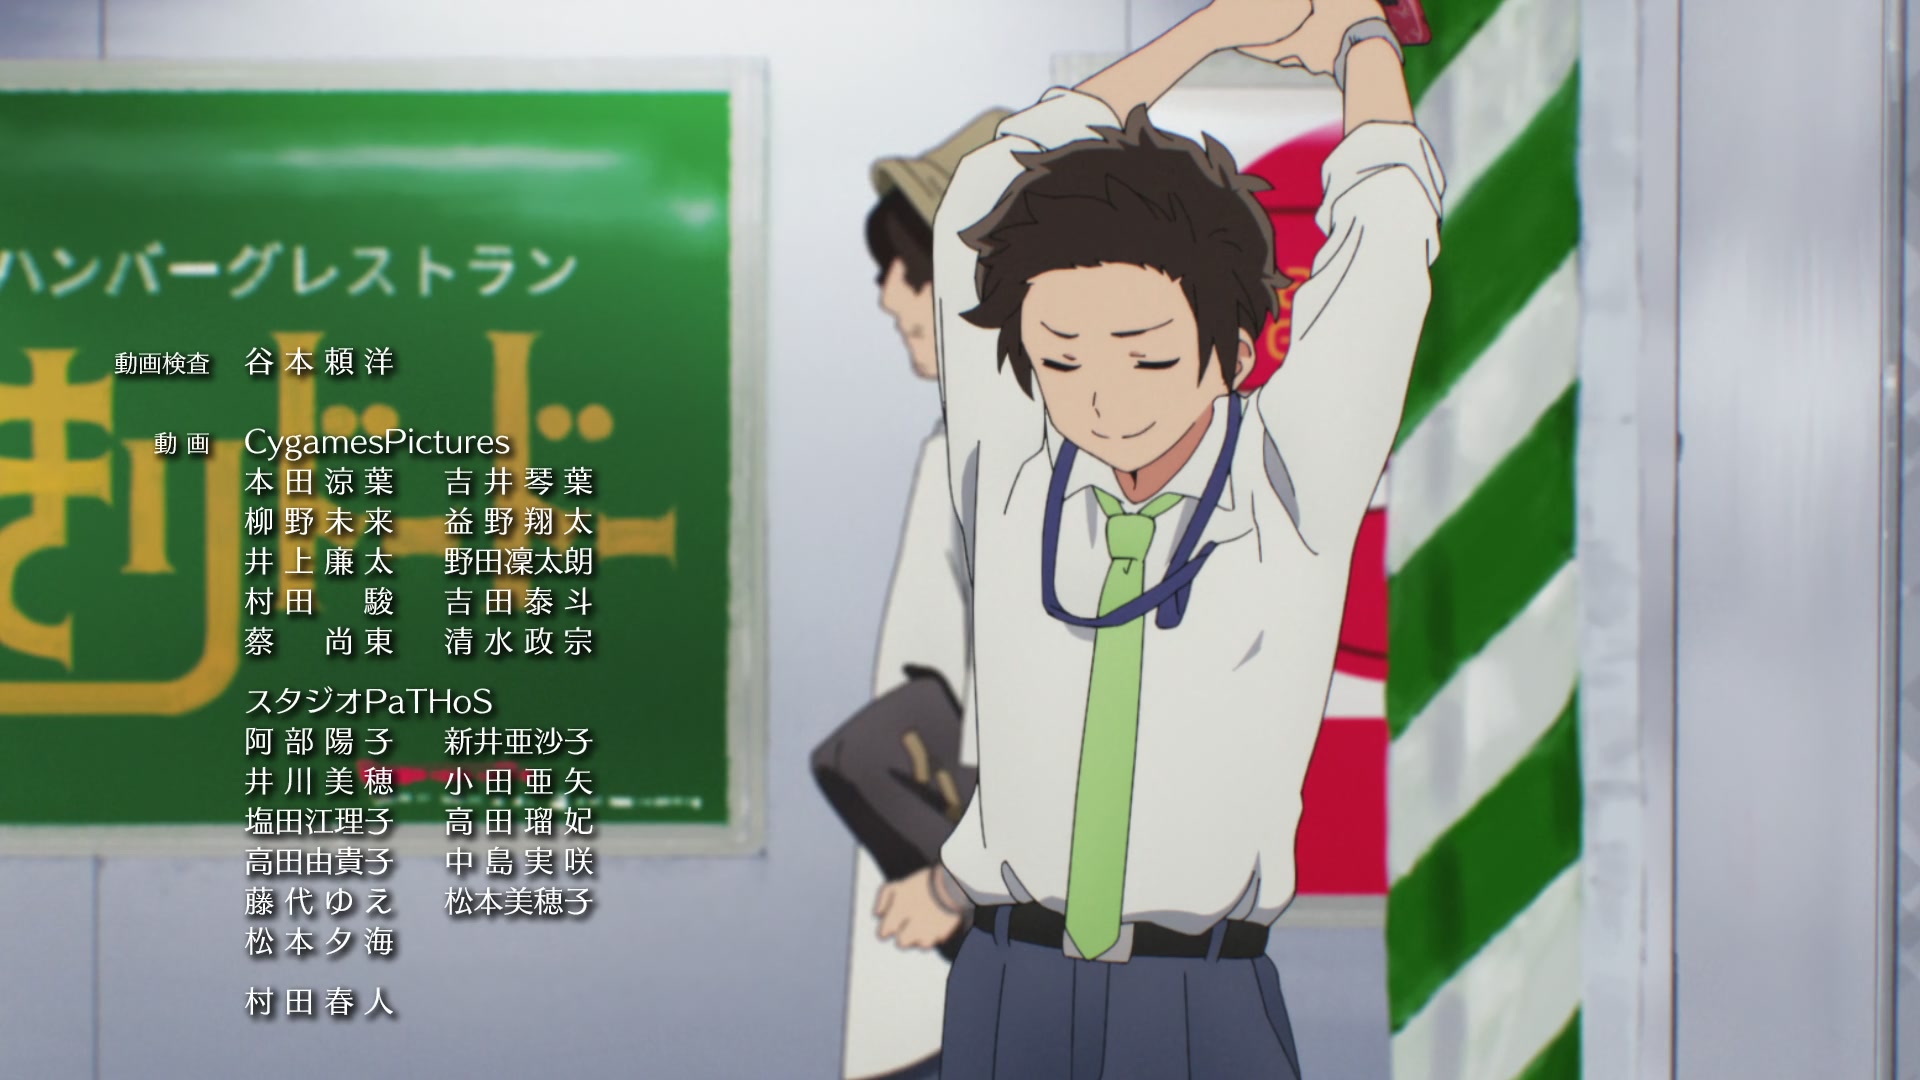 ハンバーグレストラン
動画検査 谷本頼洋
動画 CygamesPictures
本田涼葉 吉井琴葉
柳野未来 益野翔太
井上廉太 野田凜太朗
村田駿 吉田泰斗
蔡尚東 清水政宗
スタジオPaTHoS
阿部陽子 新井亜沙子
井川美穂 小田亜矢
塩田江理子 高田瑠妃
高田由貴子 中島実咲
藤代ゆえ 松本美穂子
松本夕海
村田春人